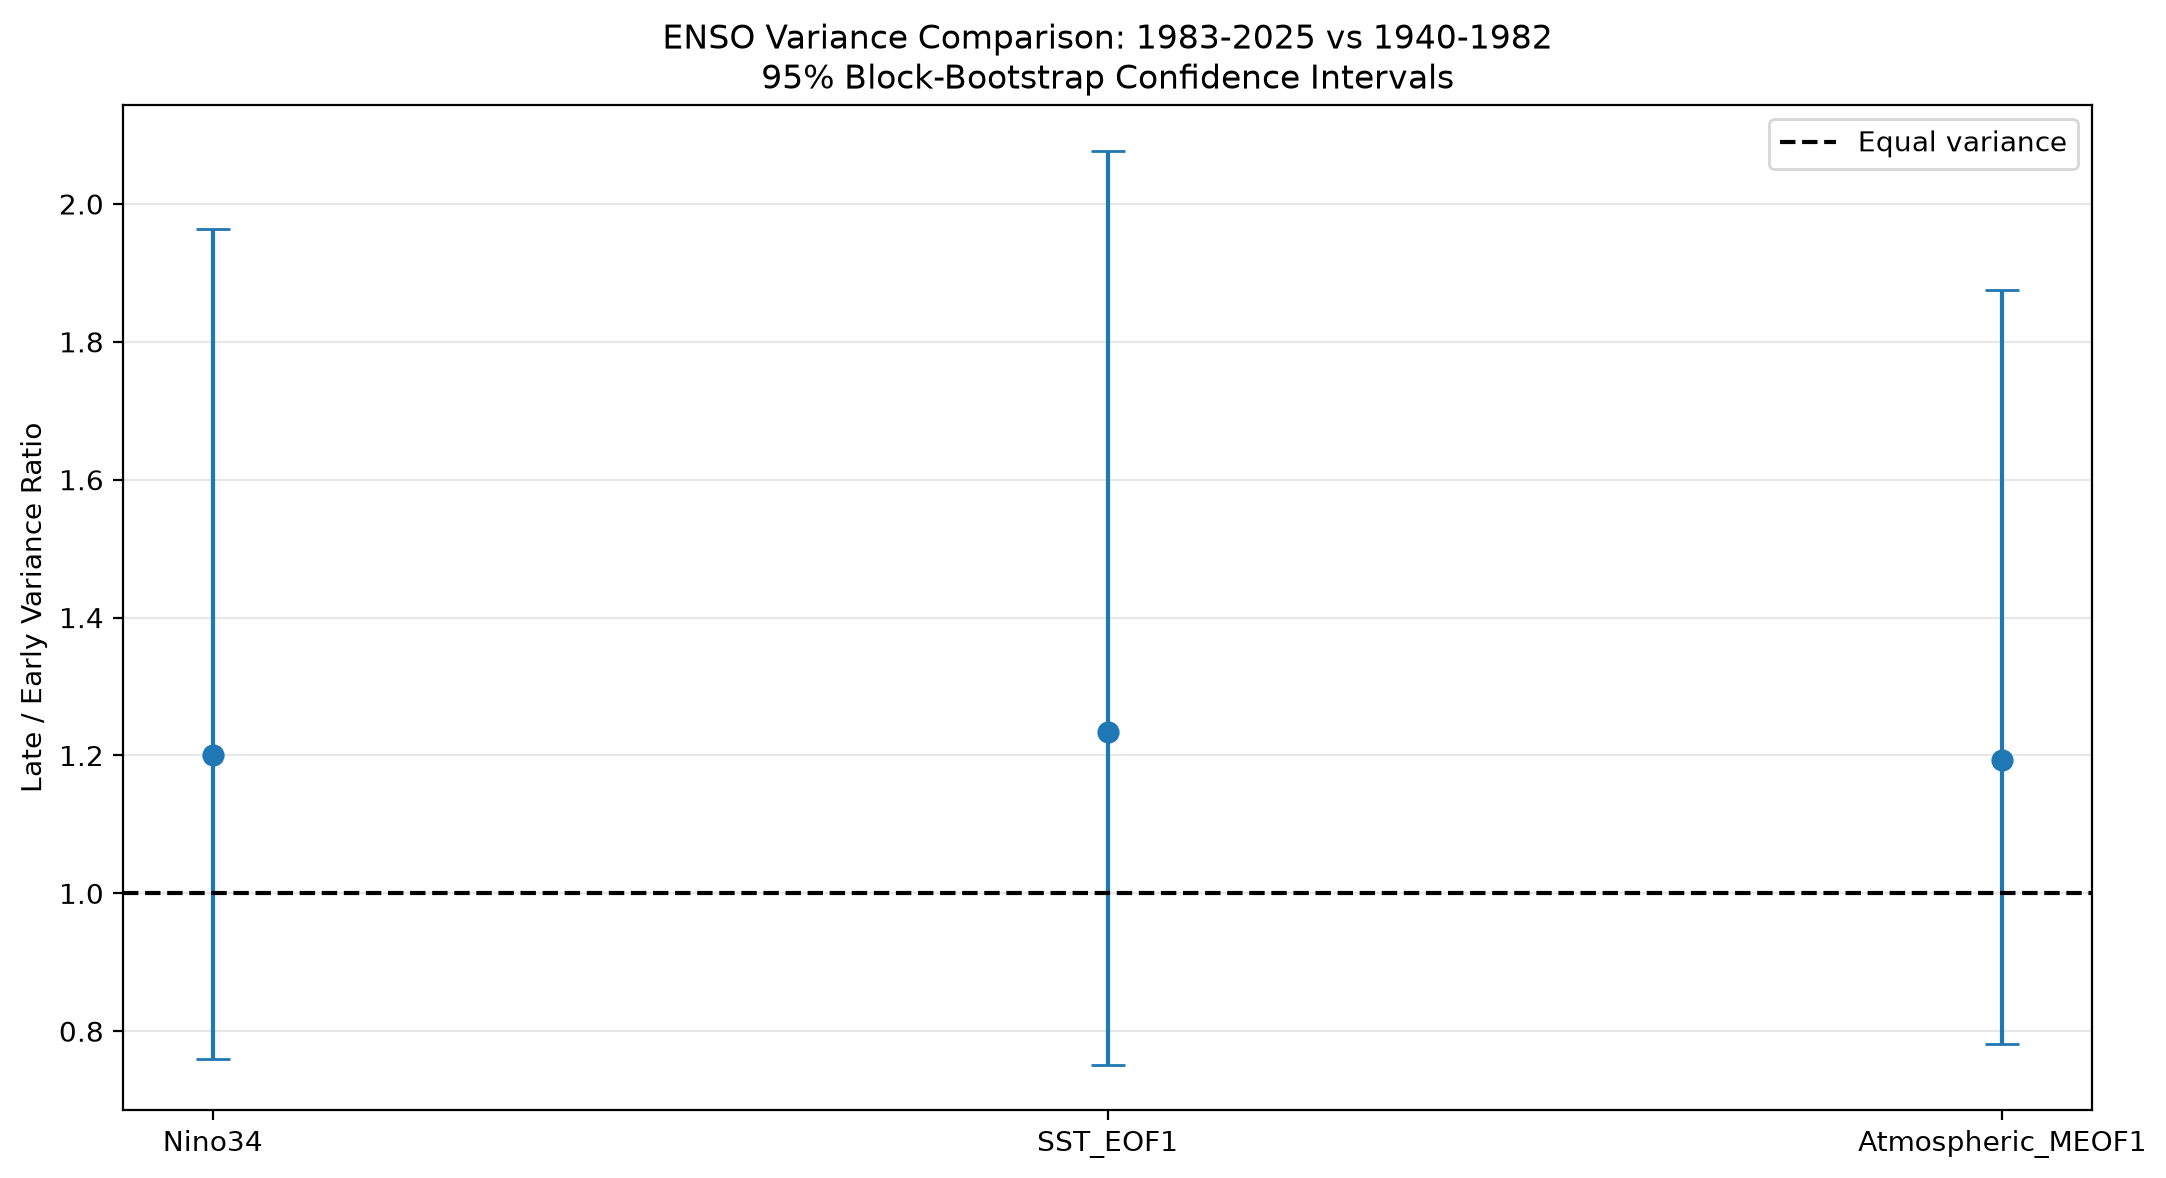 ENSO Variance Comparison: 1983-2025 vs 1940-1982
95% Block-Bootstrap Confidence Intervals
Equal variance
Late / Early Variance Ratio
2.0
1.8
1.6
1.4
1.2
1.0
0.8
Nino34
SST_EOF1
Atmospheric_MEOF1